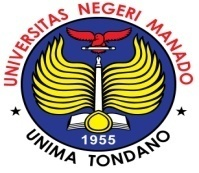 UNIVERSITAS NEGERI MANADO
1955
UNIMA TONDANO